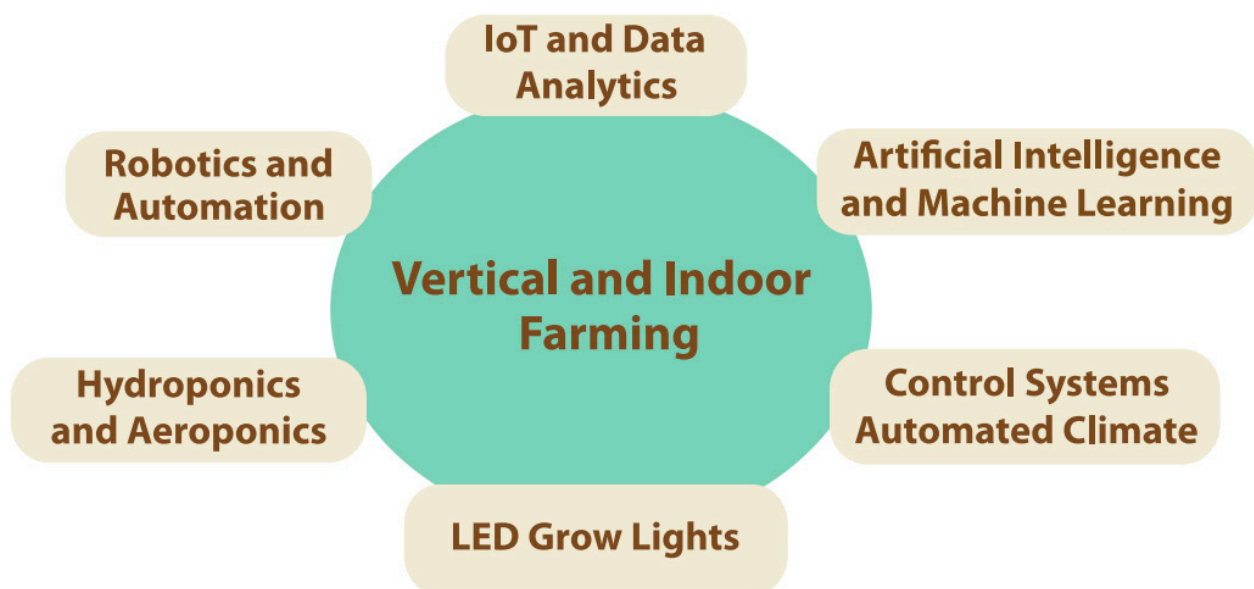 IoT and Data
Analytics
Robotics and
Automation
Artificial Intelligence
and Machine Learning
Vertical and Indoor
Farming
Hydroponics
and Aeroponics
Control Systems
Automated Climate
LED Grow Lights